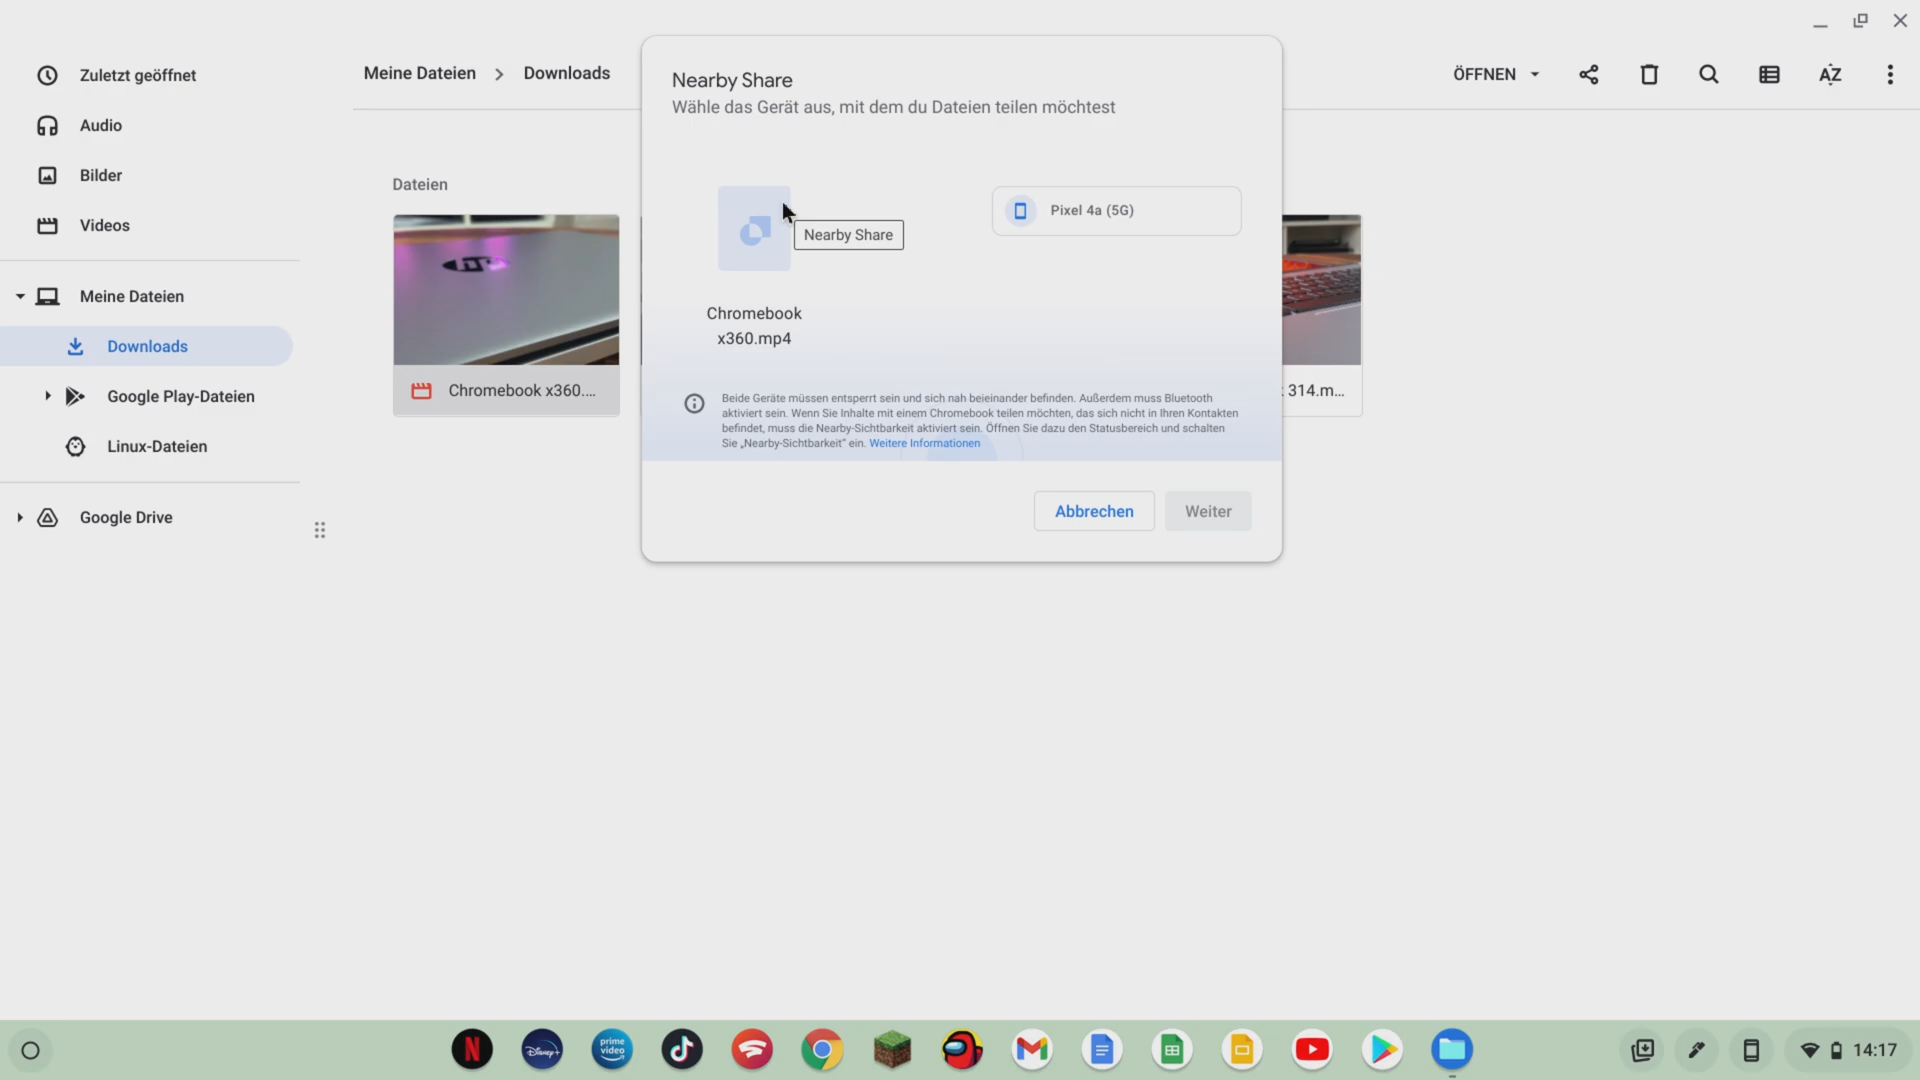 Zuletzt geöffnet
Audio
Bilder
Videos
Meine Dateien
Downloads
Google Play-Dateien
Linux-Dateien
Google Drive
Meine Dateien > Downloads
ÖFFNEN
AZ
Dateien
Chromebook x360....
314.m...
Nearby Share
Wähle das Gerät aus, mit dem du Dateien teilen möchtest
Nearby Share
Pixel 4a (5G)
Chromebook
x360.mp4
Beide Geräte müssen entsperrt sein und sich nah beieinander befinden. Außerdem muss Bluetooth
aktiviert sein. Wenn Sie Inhalte mit einem Chromebook teilen möchten, das sich nicht in Ihren Kontakten
befindet, muss die Nearby-Sichtbarkeit aktiviert sein. Öffnen Sie dazu den Statusbereich und schalten
Sie „Nearby-Sichtbarkeit" ein. Weitere Informationen
Abbrechen
Weiter
N
Disney+
prime
video
14:17